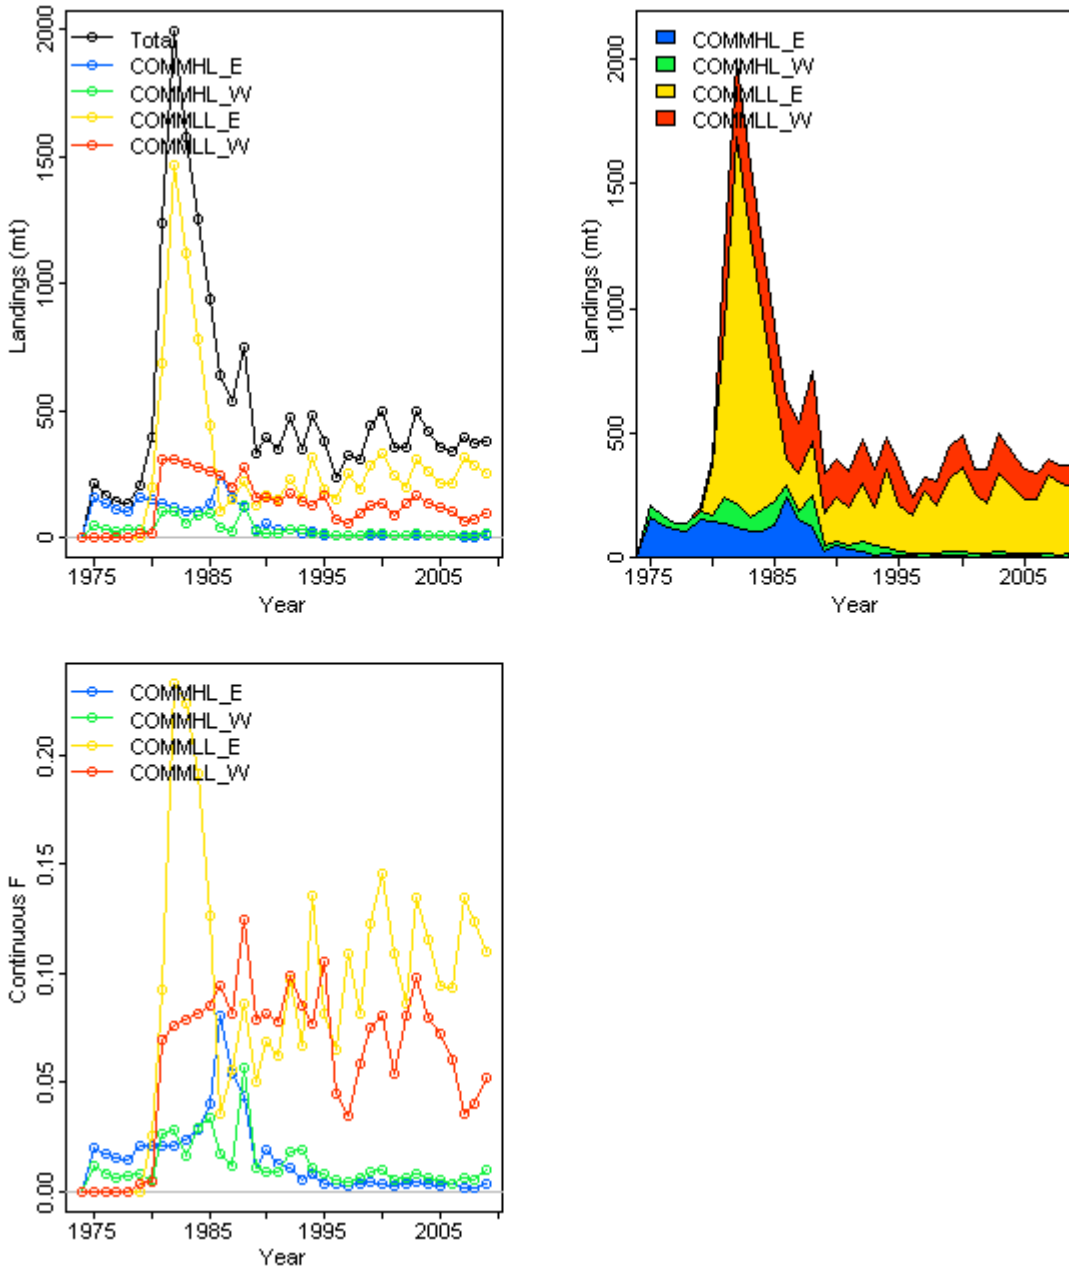 Total
COMMHL_E
COMMHL_W
COMMLL_E
COMMLL_W
Landings (mt)
0
500
1000
1500
2000
1975
1985
1995
2005
Year
COMMHL_E
COMMHL_W
COMMLL_E
COMMLL_W
Landings (mt)
0
500
1000
1500
2000
1975
1985
1995
2005
Year
COMMHL_E
COMMHL_W
COMMLL_E
COMMLL_W
Continuous F
0.00
0.05
0.10
0.15
0.20
1975
1985
1995
2005
Year